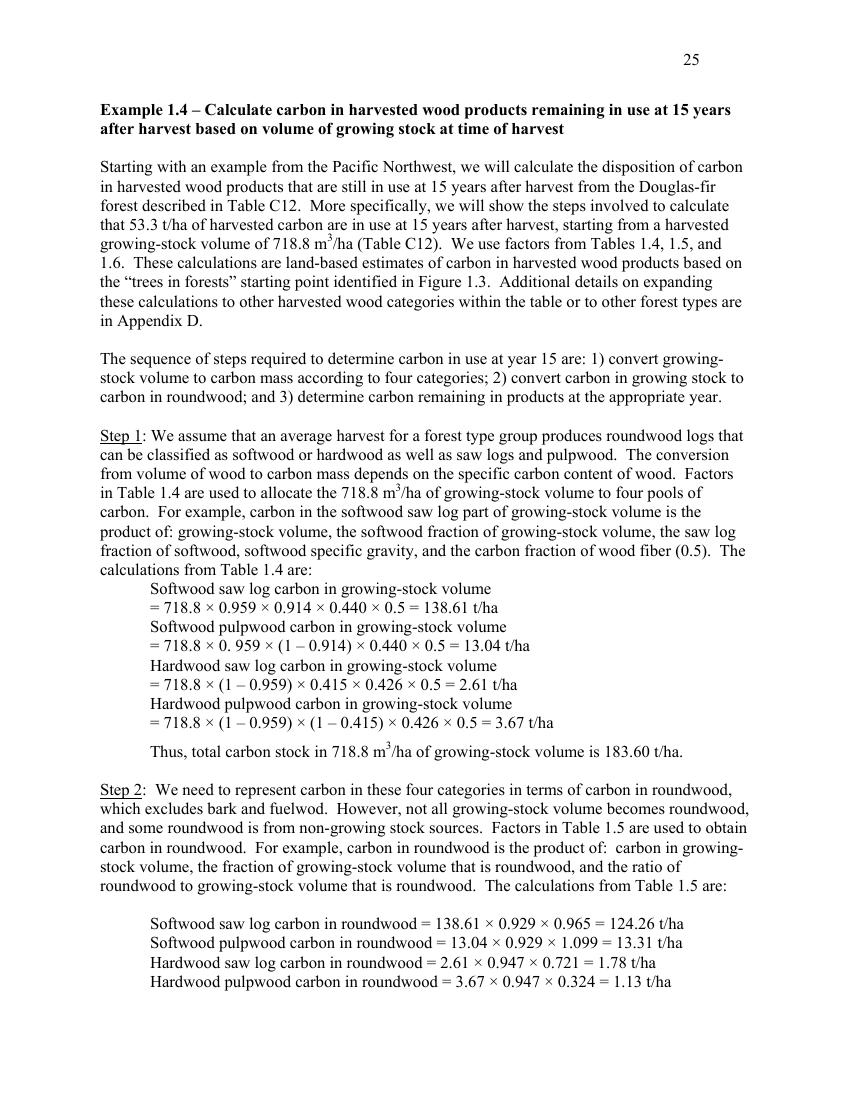 25
Example 1.4 – Calculate carbon in harvested wood products remaining in use at 15 years
after harvest based on volume of growing stock at time of harvest
Starting with an example from the Pacific Northwest, we will calculate the disposition of carbon
in harvested wood products that are still in use at 15 years after harvest from the Douglas-fir
forest described in Table C12.  More specifically, we will show the steps involved to calculate
that 53.3 t/ha of harvested carbon are in use at 15 years after harvest, starting from a harvested
growing-stock volume of 718.8 m³/ha (Table C12).  We use factors from Tables 1.4, 1.5, and
1.6.  These calculations are land-based estimates of carbon in harvested wood products based on
the “trees in forests” starting point identified in Figure 1.3.  Additional details on expanding
these calculations to other harvested wood categories within the table or to other forest types are
in Appendix D.
The sequence of steps required to determine carbon in use at year 15 are: 1) convert growing-
stock volume to carbon mass according to four categories; 2) convert carbon in growing stock to
carbon in roundwood; and 3) determine carbon remaining in products at the appropriate year.
Step 1: We assume that an average harvest for a forest type group produces roundwood logs that
can be classified as softwood or hardwood as well as saw logs and pulpwood.  The conversion
from volume of wood to carbon mass depends on the specific carbon content of wood.  Factors
in Table 1.4 are used to allocate the 718.8 m³/ha of growing-stock volume to four pools of
carbon.  For example, carbon in the softwood saw log part of growing-stock volume is the
product of: growing-stock volume, the softwood fraction of growing-stock volume, the saw log
fraction of softwood, softwood specific gravity, and the carbon fraction of wood fiber (0.5).  The
calculations from Table 1.4 are:
Softwood saw log carbon in growing-stock volume
= 718.8 × 0.959 × 0.914 × 0.440 × 0.5 = 138.61 t/ha
Softwood pulpwood carbon in growing-stock volume
= 718.8 × 0. 959 × (1 – 0.914) × 0.440 × 0.5 = 13.04 t/ha
Hardwood saw log carbon in growing-stock volume
= 718.8 × (1 – 0.959) × 0.415 × 0.426 × 0.5 = 2.61 t/ha
Hardwood pulpwood carbon in growing-stock volume
= 718.8 × (1 – 0.959) × (1 – 0.415) × 0.426 × 0.5 = 3.67 t/ha
Thus, total carbon stock in 718.8 m³/ha of growing-stock volume is 183.60 t/ha.
Step 2:  We need to represent carbon in these four categories in terms of carbon in roundwood,
which excludes bark and fuelwod.  However, not all growing-stock volume becomes roundwood,
and some roundwood is from non-growing stock sources.  Factors in Table 1.5 are used to obtain
carbon in roundwood.  For example, carbon in roundwood is the product of:  carbon in growing-
stock volume, the fraction of growing-stock volume that is roundwood, and the ratio of
roundwood to growing-stock volume that is roundwood.  The calculations from Table 1.5 are:
Softwood saw log carbon in roundwood = 138.61 × 0.929 × 0.965 = 124.26 t/ha
Softwood pulpwood carbon in roundwood = 13.04 × 0.929 × 1.099 = 13.31 t/ha
Hardwood saw log carbon in roundwood = 2.61 × 0.947 × 0.721 = 1.78 t/ha
Hardwood pulpwood carbon in roundwood = 3.67 × 0.947 × 0.324 = 1.13 t/ha